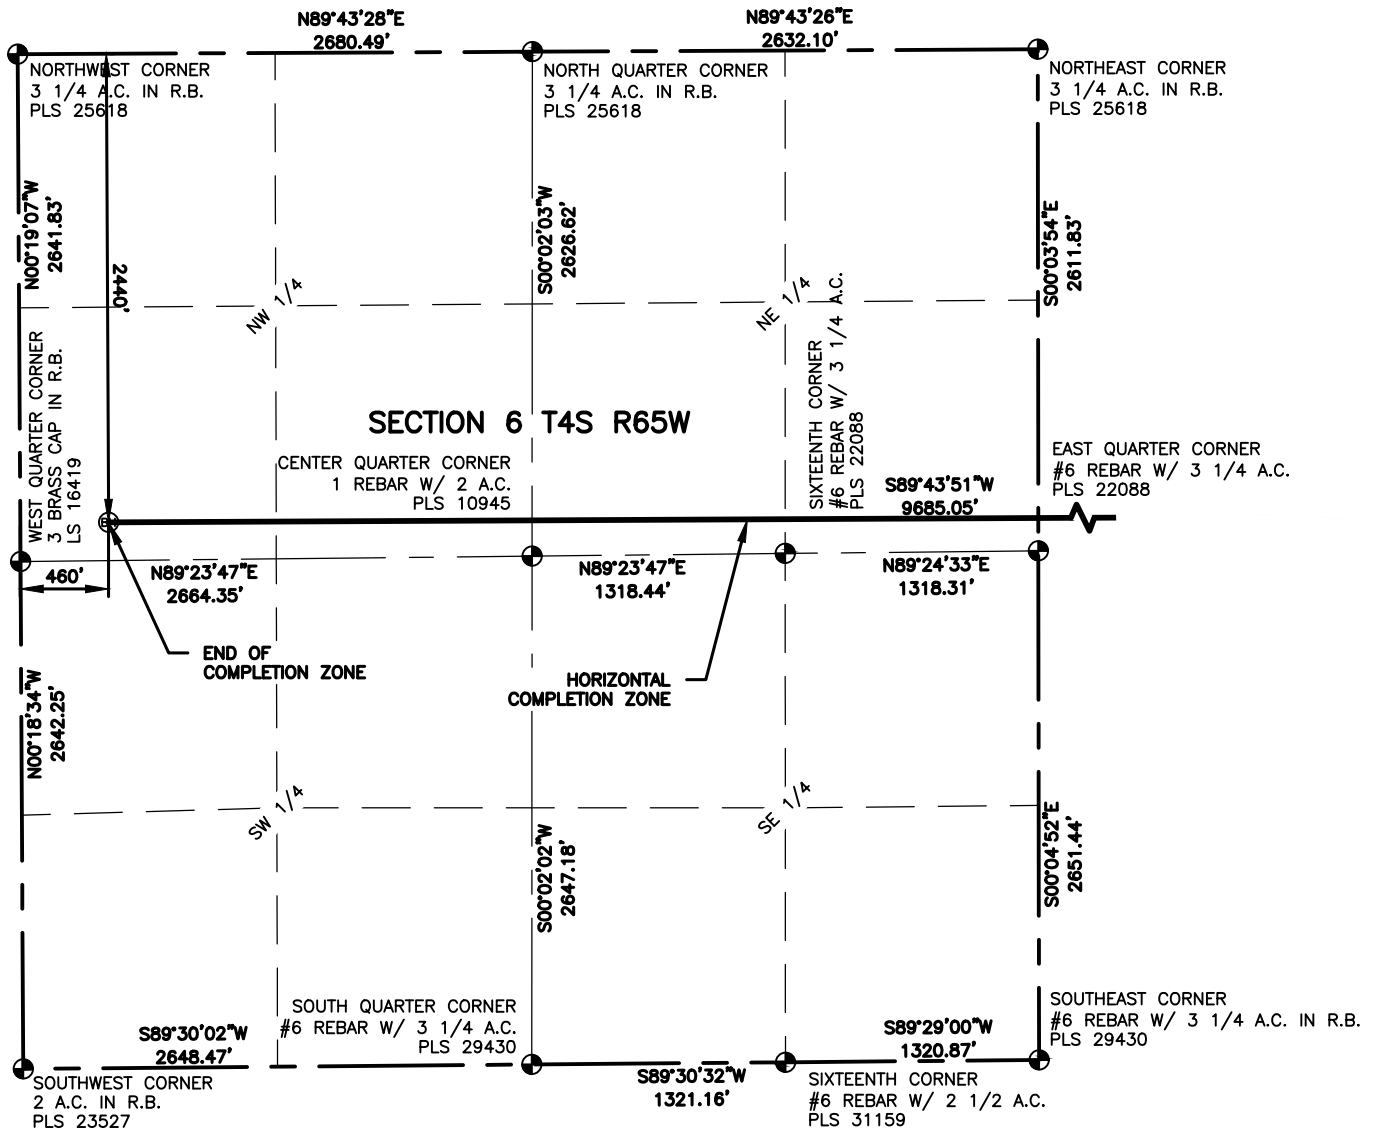 N89°43'28"E
2680.49'
N89°43'26"E
2632.10'
NORTHWEST CORNER
3 1/4 A.C. IN R.B.
PLS 25618
NORTH QUARTER CORNER
3 1/4 A.C. IN R.B.
PLS 25618
NORTHEAST CORNER
3 1/4 A.C. IN R.B.
PLS 25618
N00°19'07"W
2641.83'
2440'
S00°02'03"W
2626.62'
S00°03'54"E
2611.83'
NW 1/4
NE 1/4
WEST QUARTER CORNER
3 BRASS CAP IN R.B.
LS 16419
SIXTEENTH CORNER
#6 REBAR W/ 3 1/4 A.C.
PLS 22088
SECTION 6 T4S R65W
CENTER QUARTER CORNER
1 REBAR W/ 2 A.C.
PLS 10945
EAST QUARTER CORNER
#6 REBAR W/ 3 1/4 A.C.
PLS 22088
S89°43'51"W
9685.05'
B
460'
N89°23'47"E
2664.35'
N89°23'47"E
1318.44'
N89°24'33"E
1318.31'
END OF
COMPLETION ZONE
HORIZONTAL
COMPLETION ZONE
N00°18'34"W
2642.25'
SW 1/4
SE 1/4
S00°02'02"W
2647.18'
S00°04'52"E
2651.44'
S89°30'02"W
2648.47'
SOUTH QUARTER CORNER
#6 REBAR W/ 3 1/4 A.C.
PLS 29430
S89°29'00"W
1320.87'
SOUTHEAST CORNER
#6 REBAR W/ 3 1/4 A.C. IN R.B.
PLS 29430
SOUTHWEST CORNER
2 A.C. IN R.B.
PLS 23527
S89°30'32"W
1321.16'
SIXTEENTH CORNER
#6 REBAR W/ 2 1/2 A.C.
PLS 31159